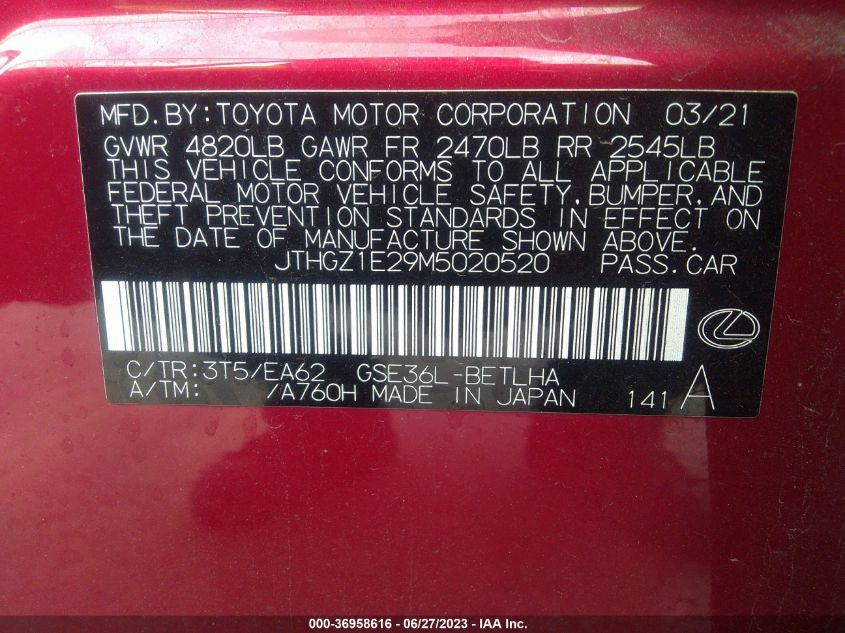 MFD.BY:TOYOTA MOTOR CORPORATION 03/21
GVWR 4820LB GAWR FR 2470LB RR 2545LB
THIS VEHICLE CONFORMS TO ALL APPLICABLE
FEDERAL MOTOR VEHICLE SAFETY,BUMPER,AND
THEFT PREVENTION STANDARDS IN EFFECT ON
THE DATE OF MANUFACTURE SHOWN ABOVE.
JTHGZ1E29M5020520 PASS.CAR
C/TR:3T5/EA62 GSE36L-BETLHA
A/TM: /A760H MADE IN JAPAN 141 A
000-36958616 - 06/27/2023 - IAA Inc.